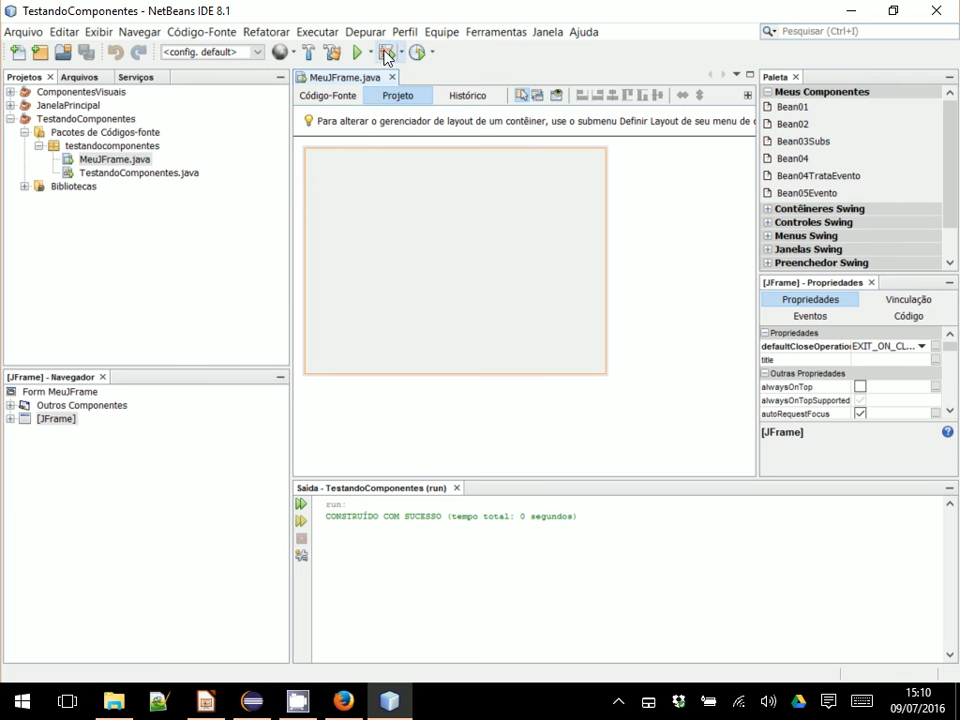 TestandoComponentes - NetBeans IDE 8.1
Arquivo Editar Exibir Navegar Código-Fonte Refatorar Executar Depurar Perfil Equipe Ferramentas Janela Ajuda
Pesquisar (Ctrl+I)
<config. default>
Projetos
Arquivos
Serviços
ComponentesVisuais
JanelaPrincipal
TestandoComponentes
Pacotes de Códigos-fonte
testandocomponentes
MeuJFrame.java
TestandoComponentes.java
Bibliotecas
MeuJFrame.java
Código-Fonte Projeto Histórico
Para alterar o gerenciador de layout de um contêiner, use o submenu Definir Layout de seu menu de
Paleta
Meus Componentes
Bean01
Bean02
Bean03Subs
Bean04
Bean04TrataEvento
Bean05Evento
Contêineres Swing
Controles Swing
Menus Swing
Janelas Swing
Preenchedor Swing
[JFrame] - Propriedades
Propriedades Vinculação
Eventos Código
Propriedades
defaultCloseOperation EXIT_ON_CL...
title
Outras Propriedades
alwaysOnTop
alwaysOnTopSupported
autoRequestFocus
[JFrame]
[JFrame] - Navegador
Form MeuJFrame
Outros Componentes
[JFrame]
Saída - TestandoComponentes (run)
run:
CONSTRUÍDO COM SUCESSO (tempo total: 0 segundos)
15:10
09/07/2016